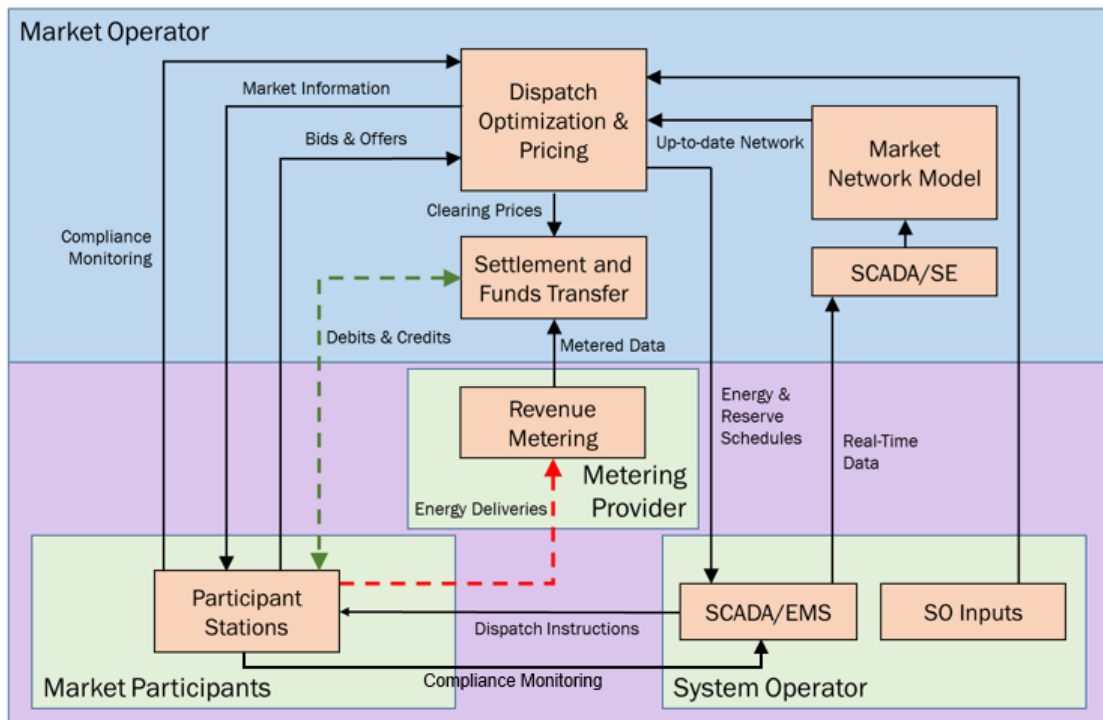 Market Operator
Market Information
Bids & Offers
Dispatch
Optimization &
Pricing
Up-to-date Network
Market
Network Model
Compliance
Monitoring
Clearing Prices
Settlement and
Funds Transfer
SCADA/SE
Debits & Credits
Metered Data
Revenue
Metering
Energy &
Reserve
Schedules
Real-Time
Data
Metering
Provider
Energy Deliveries
Participant
Stations
Dispatch Instructions
SCADA/EMS
SO Inputs
Compliance Monitoring
Market Participants
System Operator